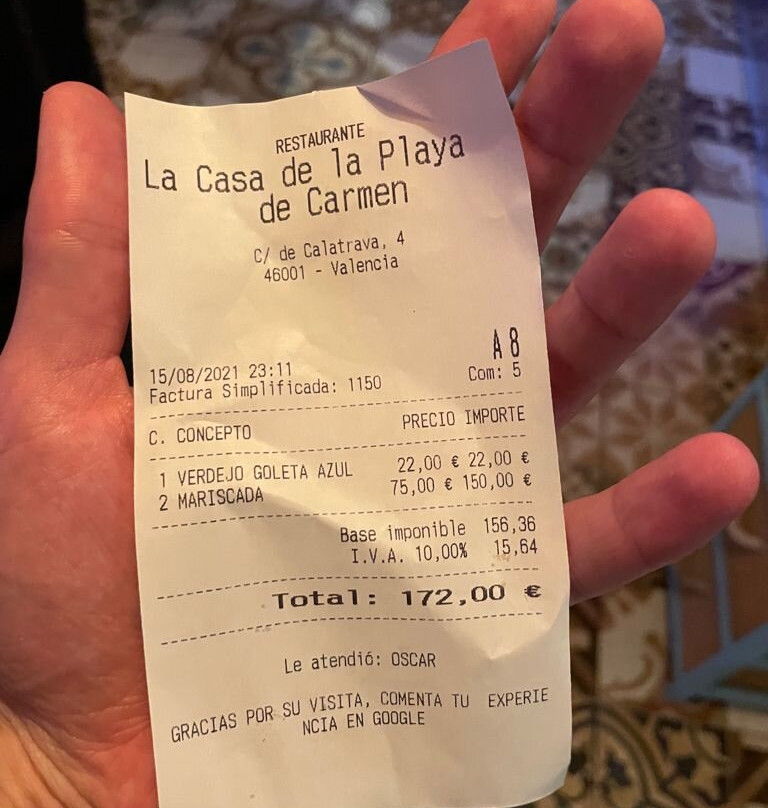 RESTAURANTE
La Casa de la Playa
de Carmen
C/ de Calatrava, 4
46001 - Valencia
A 8
15/08/2021 23:11
Com: 5
Factura Simplificada: 1150
C. CONCEPTO PRECIO IMPORTE
1 VERDEJO GOLETA AZUL 22,00 € 22,00 €
2 MARISCADA 75,00 € 150,00 €
Base imponible 156,36
I.V.A. 10,00% 15,64
Total: 172,00 €
Le atendió: OSCAR
GRACIAS POR SU VISITA, COMENTA TU EXPERIE
NCIA EN GOOGLE